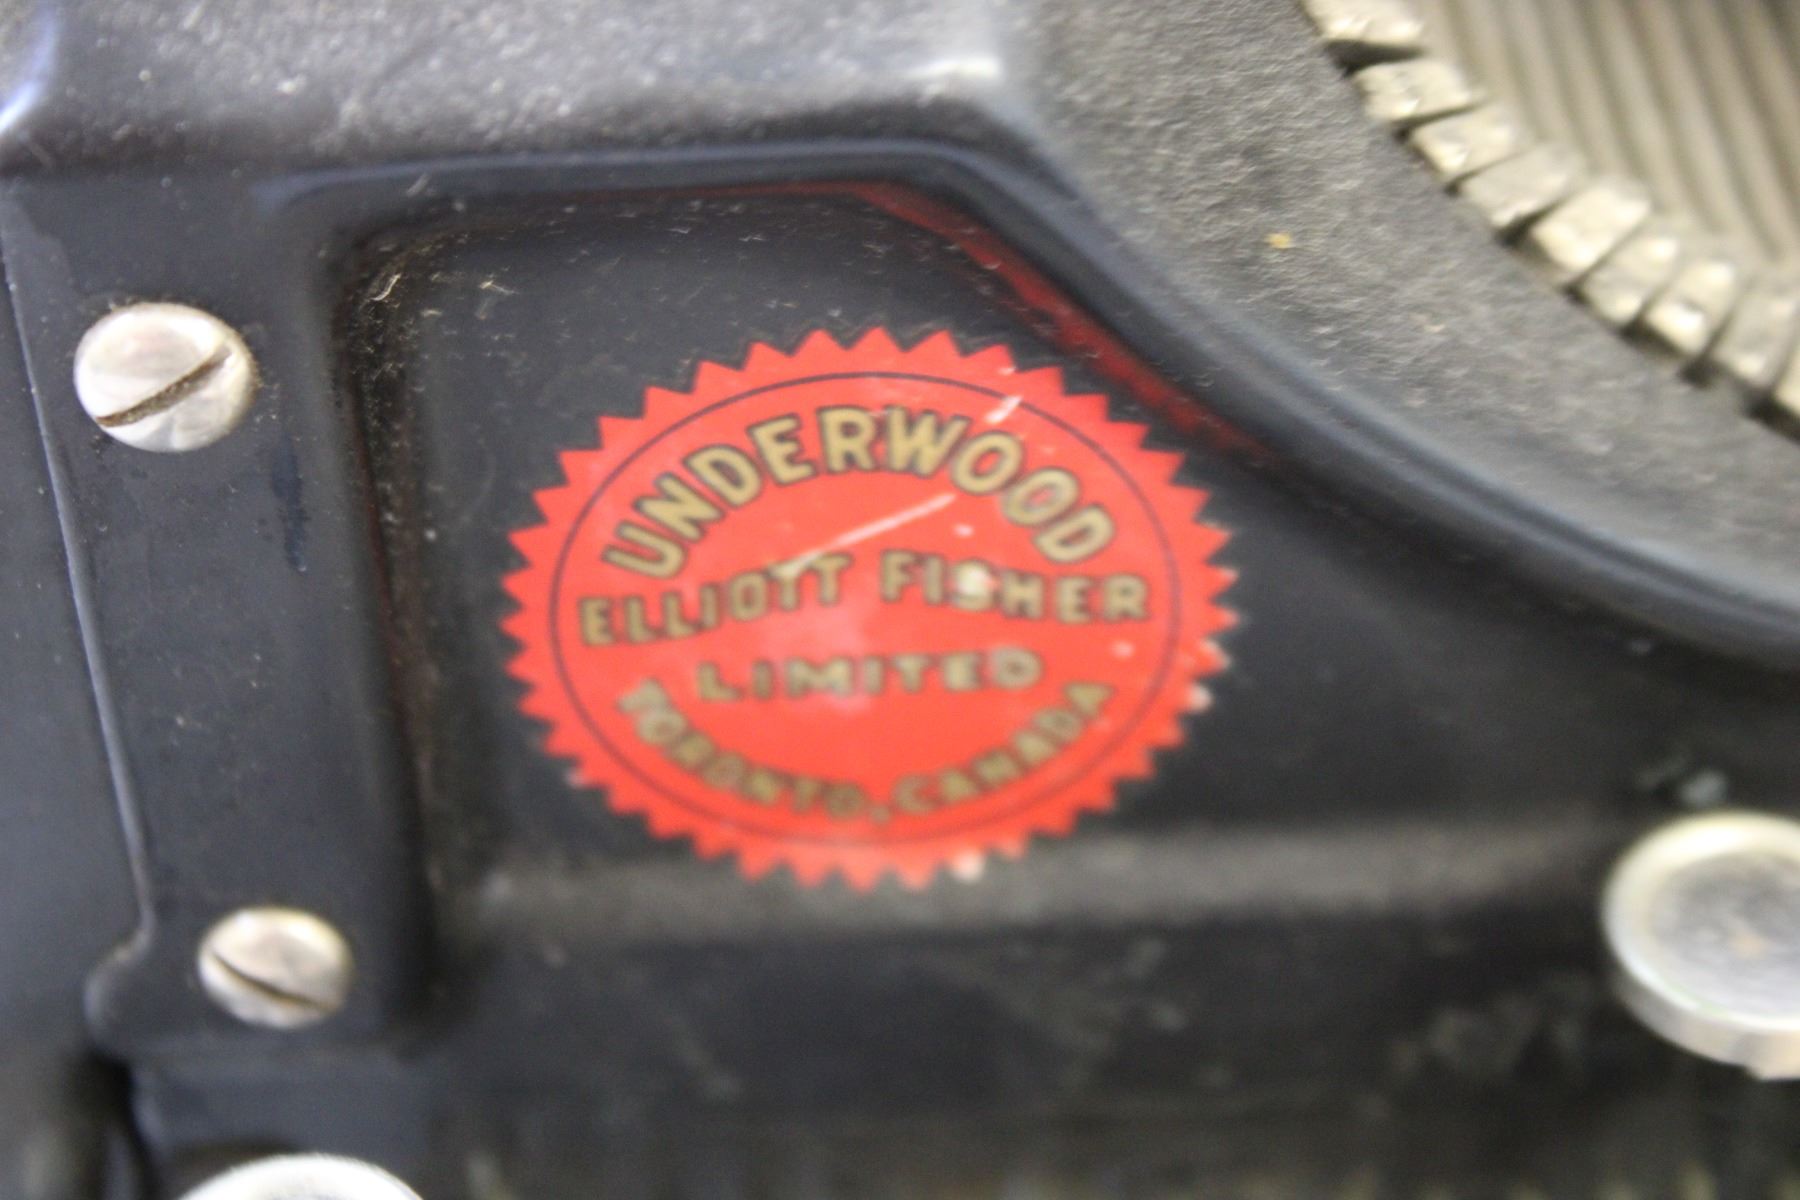 UNDERWOOD
ELLIOTT FISHER
LIMITED
TORONTO, CANADA